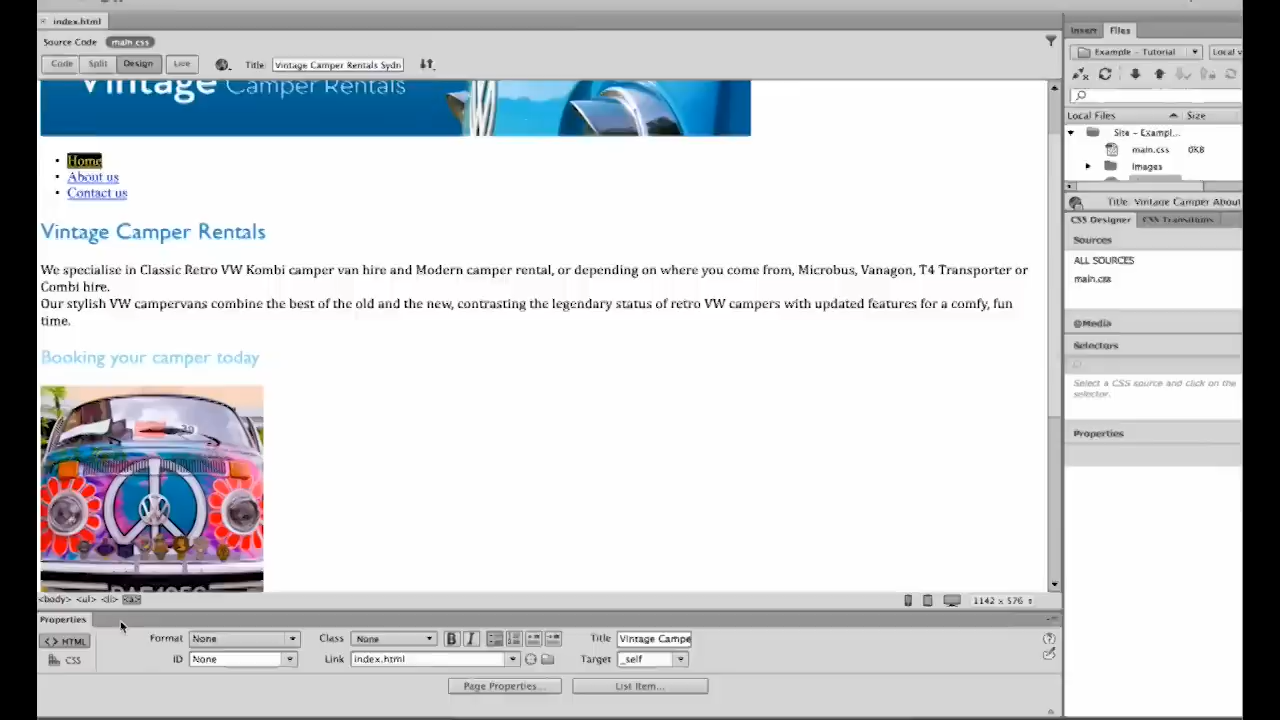 index.html
Source Code main.css
Code Split Design Live Title: Vintage Camper Rentals Sydn
Vintage Camper Rentals
Home
About us
Contact us
Vintage Camper Rentals
We specialise in Classic Retro VW Kombi camper van hire and Modern camper rental, or depending on where you come from, Microbus, Vanagon, T4 Transporter or
Combi hire.
Our stylish VW campervans combine the best of the old and the new, contrasting the legendary status of retro VW campers with updated features for a comfy, fun
time.
Booking your camper today
<body> <ul> <li> <a>
1142 x 576
Properties
<> HTML Format None Class None B I Title Vintage Campe
CSS ID None Link index.html Target _self
Page Properties... List Item...
Insert Files
Example - Tutorial Local v
Local Files Size
Site - Exampl...
main.css 0KB
images
Title: Vintage Camper About
CSS Designer CSS Transitions
Sources
ALL SOURCES
main.css
@Media
Selectors
Select a CSS source and click on the
selector.
Properties